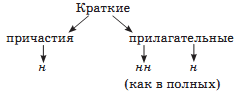 Краткие
причастия прилагательные
н нн н
(как в полных)